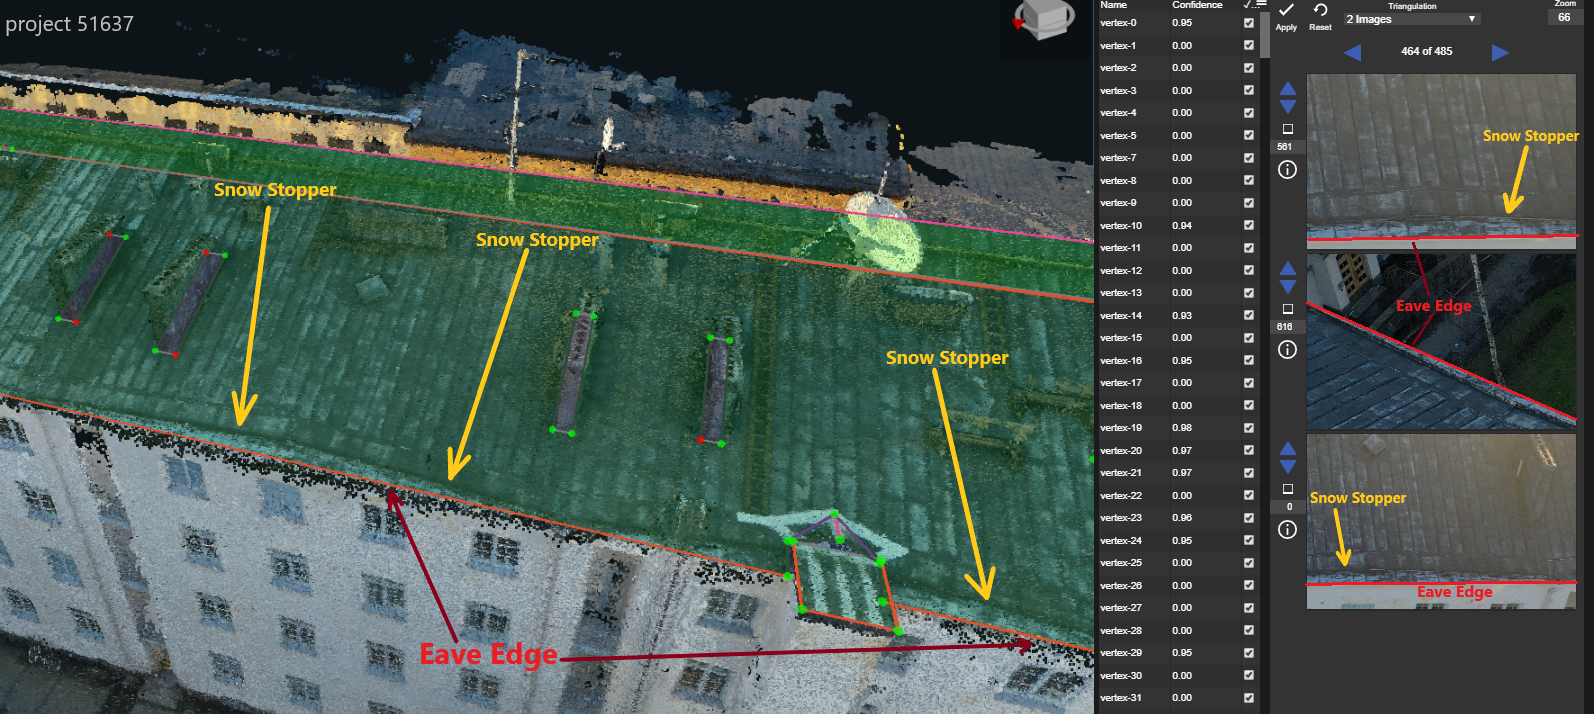 project 51637
Snow Stopper
Snow Stopper
Snow Stopper
Eave Edge
Name Confidence
vertex-0 0.95
vertex-1 0.00
vertex-2 0.00
vertex-3 0.00
vertex-4 0.00
vertex-5 0.00
vertex-7 0.00
vertex-8 0.00
vertex-9 0.00
vertex-10 0.94
vertex-11 0.00
vertex-12 0.00
vertex-13 0.00
vertex-14 0.93
vertex-15 0.00
vertex-16 0.95
vertex-17 0.00
vertex-18 0.00
vertex-19 0.98
vertex-20 0.97
vertex-21 0.97
vertex-22 0.00
vertex-23 0.96
vertex-24 0.95
vertex-25 0.00
vertex-26 0.00
vertex-27 0.00
vertex-28 0.00
vertex-29 0.95
vertex-30 0.00
vertex-31 0.00
Apply
Reset
Triangulation
2 Images
Zoom
66
464 of 485
561
Snow Stopper
616
Eave Edge
0
Snow Stopper
Eave Edge